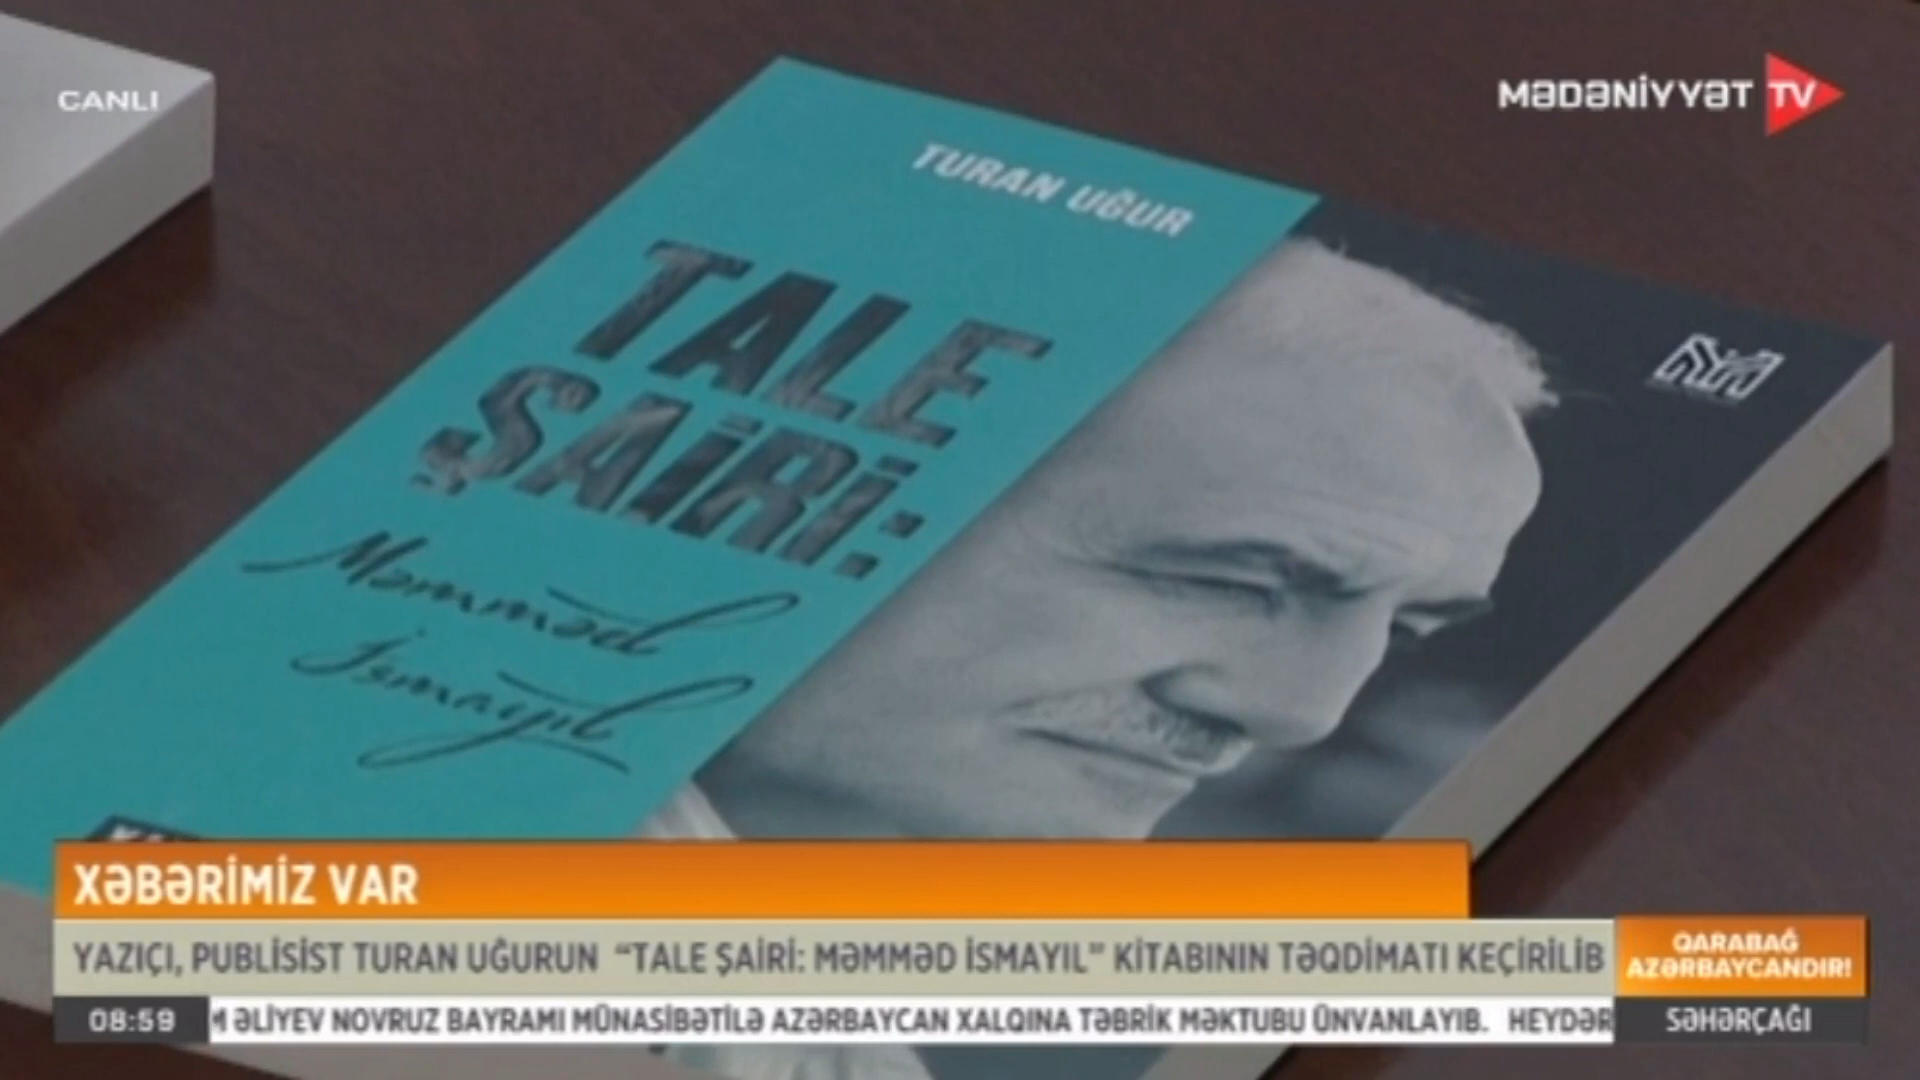 CANLI
MƏDƏNİYYƏT TV
TURAN UĞUR
TALE
ŞAİRİ:
Məmməd
İsmayıl
XƏBƏRİMİZ VAR
YAZIÇI, PUBLİSİST TURAN UĞURUN “TALE ŞAİRİ: MƏMMƏD İSMAYIL” KİTABININ TƏQDİMATI KEÇİRİLİB
QARABAĞ
AZƏRBAYCANDIR!
08:59
M ƏLİYEV NOVRUZ BAYRAMI MÜNASİBƏTİLƏ AZƏRBAYCAN XALQINA TƏBRİK MƏKTUBU ÜNVANLAYIB. HEYDƏR
SƏHƏRÇAĞI